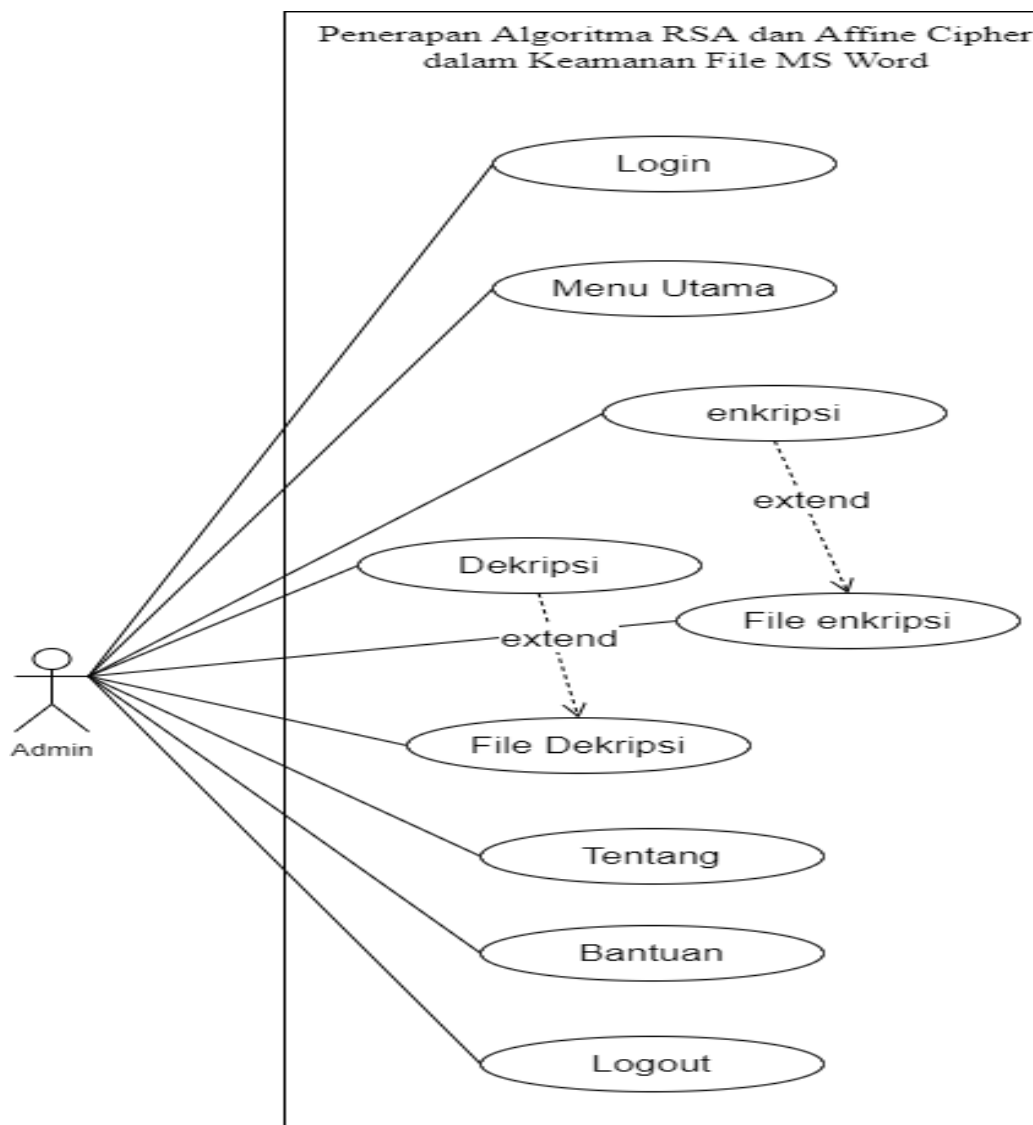 Penerapan Algoritma RSA dan Affine Cipher
dalam Keamanan File MS Word
Login
Menu Utama
enkripsi
extend
Dekripsi
File enkripsi
extend
Admin
File Dekripsi
Tentang
Bantuan
Logout